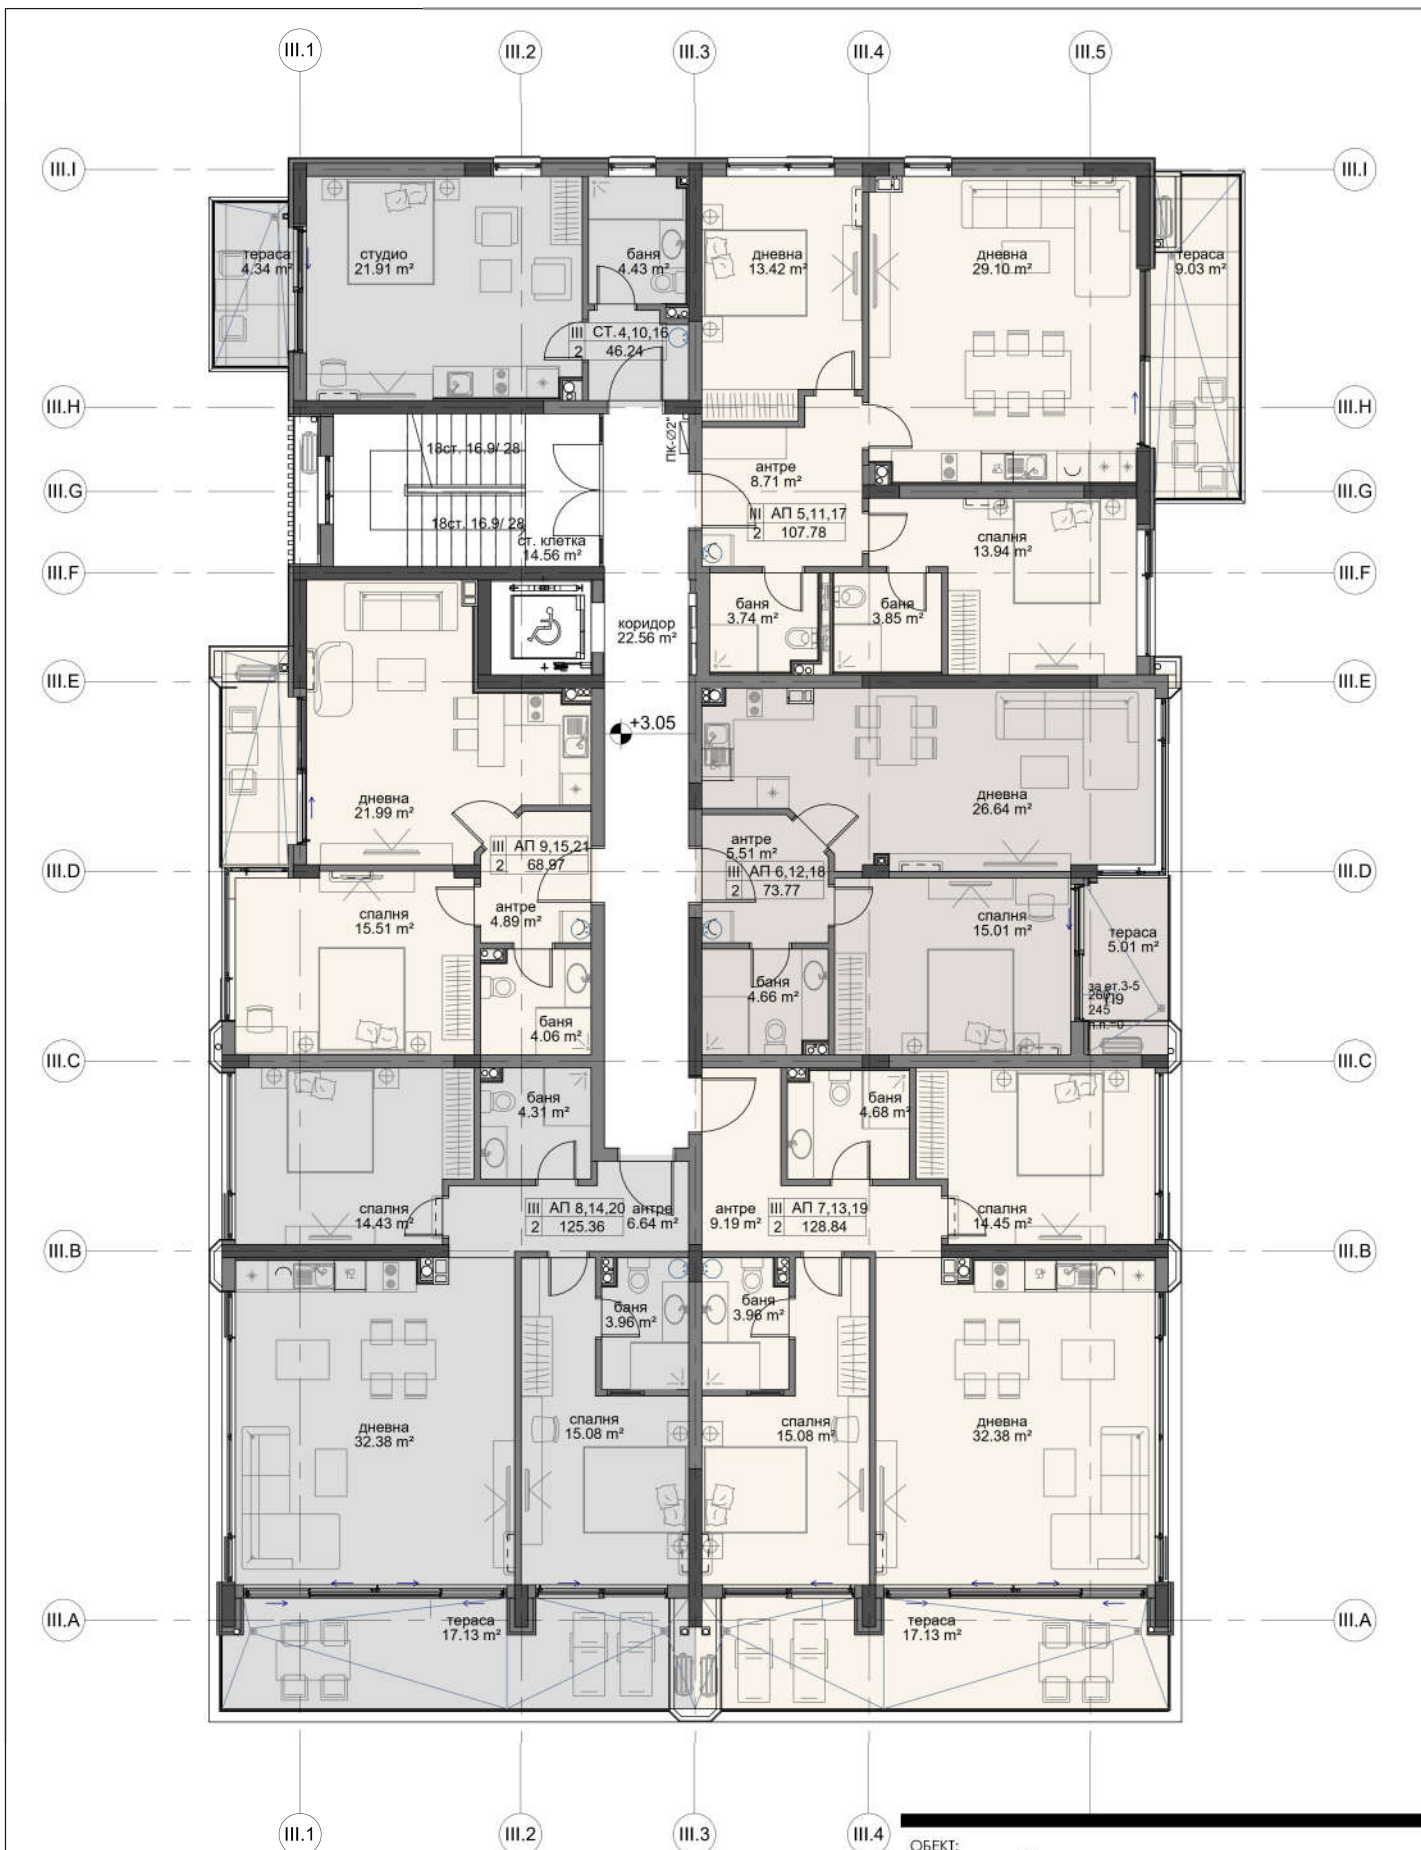 III.1
III.2
III.3
III.4
III.5
III.I
III.I
тераса
4.34 m²
студио
21.91 m²
баня
4.43 m²
дневна
13.42 m²
дневна
29.10 m²
тераса
9.03 m²
III СТ.4,10,16
2 46.24
III.H
III.H
18ст. 16.9/ 28
ПК-Ø2"
антре
8.71 m²
III.G
III.G
18ст. 16.9/ 28
ст. клетка
14.56 m²
III АП 5,11,17
2 107.78
спалня
13.94 m²
III.F
III.F
баня
3.74 m²
баня
3.85 m²
коридор
22.56 m²
III.E
III.E
+3.05
дневна
21.99 m²
дневна
26.64 m²
III АП 9,15,21
2 68.97
антре
5.51 m²
III АП 6,12,18
2 73.77
III.D
III.D
спалня
15.51 m²
антре
4.89 m²
спалня
15.01 m²
тераса
5.01 m²
баня
4.66 m²
за ет.3-5
245
баня
4.06 m²
III.C
III.C
баня
4.31 m²
баня
4.68 m²
спалня
14.43 m²
III АП 8,14,20
2 125.36
антре
6.64 m²
антре
9.19 m²
III АП 7,13,19
2 128.84
спалня
14.45 m²
III.B
III.B
баня
3.96 m²
баня
3.96 m²
дневна
32.38 m²
спалня
15.08 m²
спалня
15.08 m²
дневна
32.38 m²
III.A
III.A
тераса
17.13 m²
тераса
17.13 m²
III.1
III.2
III.3
III.4
ОБЕКТ: